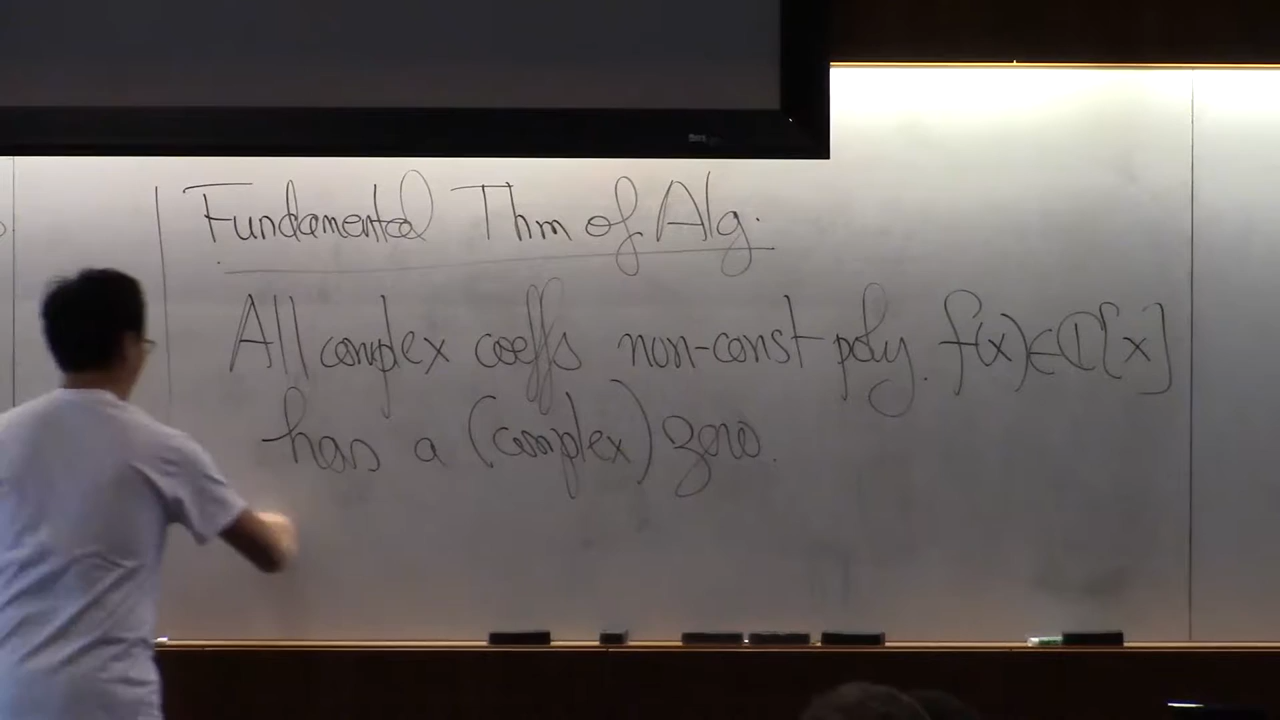 Fundamental Thm of Alg.
All complex coeffs non-const poly. f(x)∈ℂ[x]
has a (complex) zero.